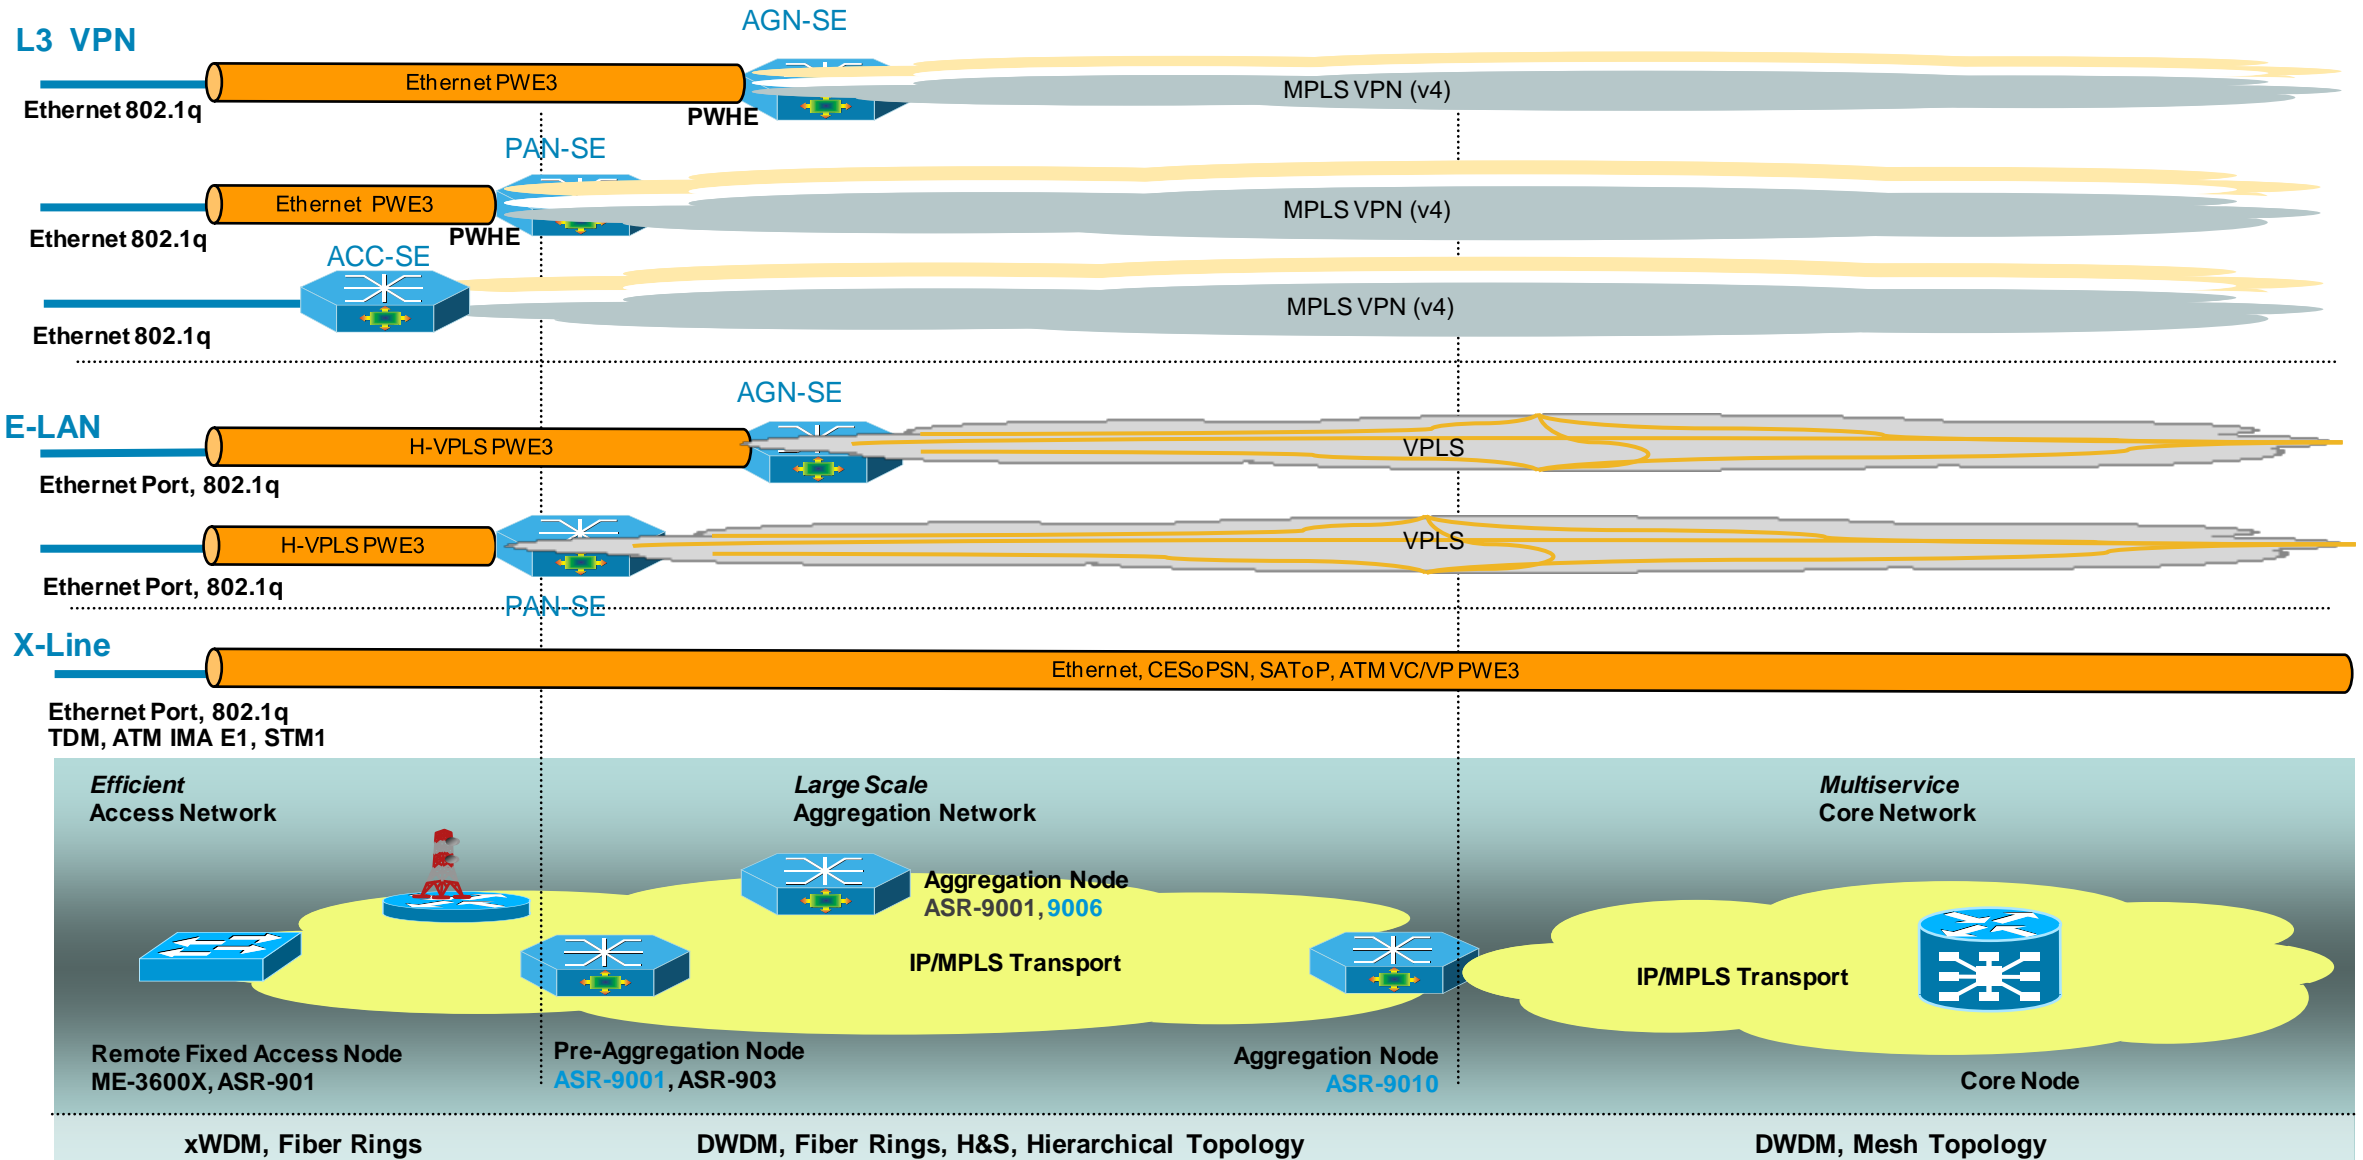 AGN-SE
L3 VPN
Ethernet PWE3
MPLS VPN (v4)
Ethernet 802.1q
PWHE
PAN-SE
Ethernet PWE3
MPLS VPN (v4)
Ethernet 802.1q
PWHE
ACC-SE
MPLS VPN (v4)
Ethernet 802.1q
AGN-SE
E-LAN
H-VPLS PWE3
VPLS
Ethernet Port, 802.1q
H-VPLS PWE3
VPLS
Ethernet Port, 802.1q
PAN-SE
X-Line
Ethernet, CESoPSN, SAToP, ATM VC/VP PWE3
Ethernet Port, 802.1q
TDM, ATM IMA E1, STM1
Efficient
Access Network
Large Scale
Aggregation Network
Multiservice
Core Network
Aggregation Node
ASR-9001, 9006
IP/MPLS Transport
IP/MPLS Transport
Remote Fixed Access Node
ME-3600X, ASR-901
Pre-Aggregation Node
ASR-9001, ASR-903
Aggregation Node
ASR-9010
Core Node
xWDM, Fiber Rings
DWDM, Fiber Rings, H&S, Hierarchical Topology
DWDM, Mesh Topology